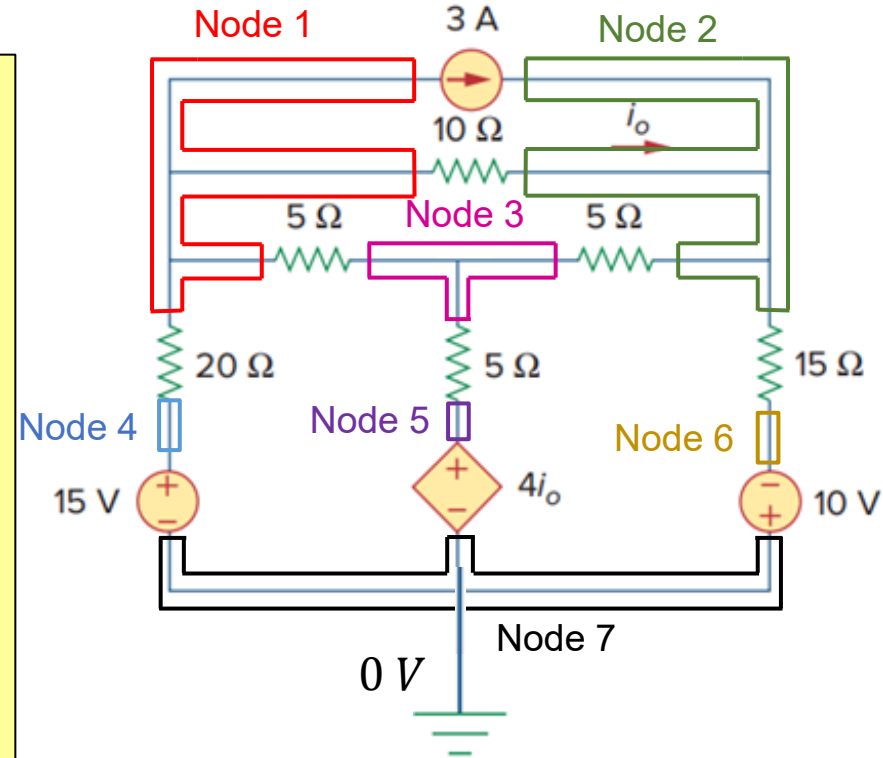 3 A
Node 1
Node 2
10 Ω
i_o
5 Ω
Node 3
5 Ω
20 Ω
5 Ω
15 Ω
Node 4
Node 5
Node 6
+
+
−
15 V
4i_o
10 V
−
−
+
Node 7
0 V